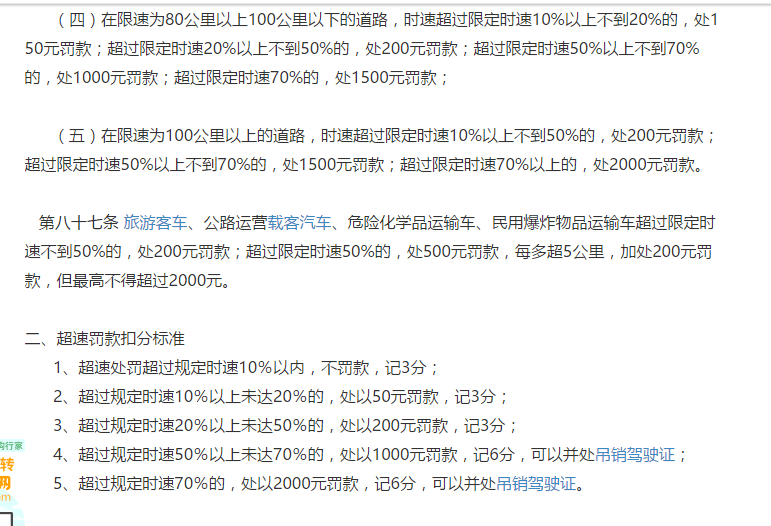 （四）在限速为80公里以上100公里以下的道路，时速超过限定时速10%以上不到20%的，处1
50元罚款；超过限定时速20%以上不到50%的，处200元罚款；超过限定时速50%以上不到70%
的，处1000元罚款；超过限定时速70%的，处1500元罚款；
（五）在限速为100公里以上的道路，时速超过限定时速10%以上不到50%的，处200元罚款；
超过限定时速50%以上不到70%的，处1500元罚款；超过限定时速70%以上的，处2000元罚款。
第八十七条 旅游客车、公路运营载客汽车、危险化学品运输车、民用爆炸物品运输车超过限定时
速不到50%的，处200元罚款；超过限定时速50%的，处500元罚款，每多超5公里，加处200元罚
款，但最高不得超过2000元。
二、超速罚款扣分标准
1、超速处罚超过规定时速10%以内，不罚款，记3分；
2、超过规定时速10%以上未达20%的，处以50元罚款，记3分；
3、超过规定时速20%以上未达50%的，处以200元罚款，记3分；
4、超过规定时速50%以上未达70%的，处以1000元罚款，记6分，可以并处吊销驾驶证；
5、超过规定时速70%的，处以2000元罚款，记6分，可以并处吊销驾驶证。
购行家
转
网
om